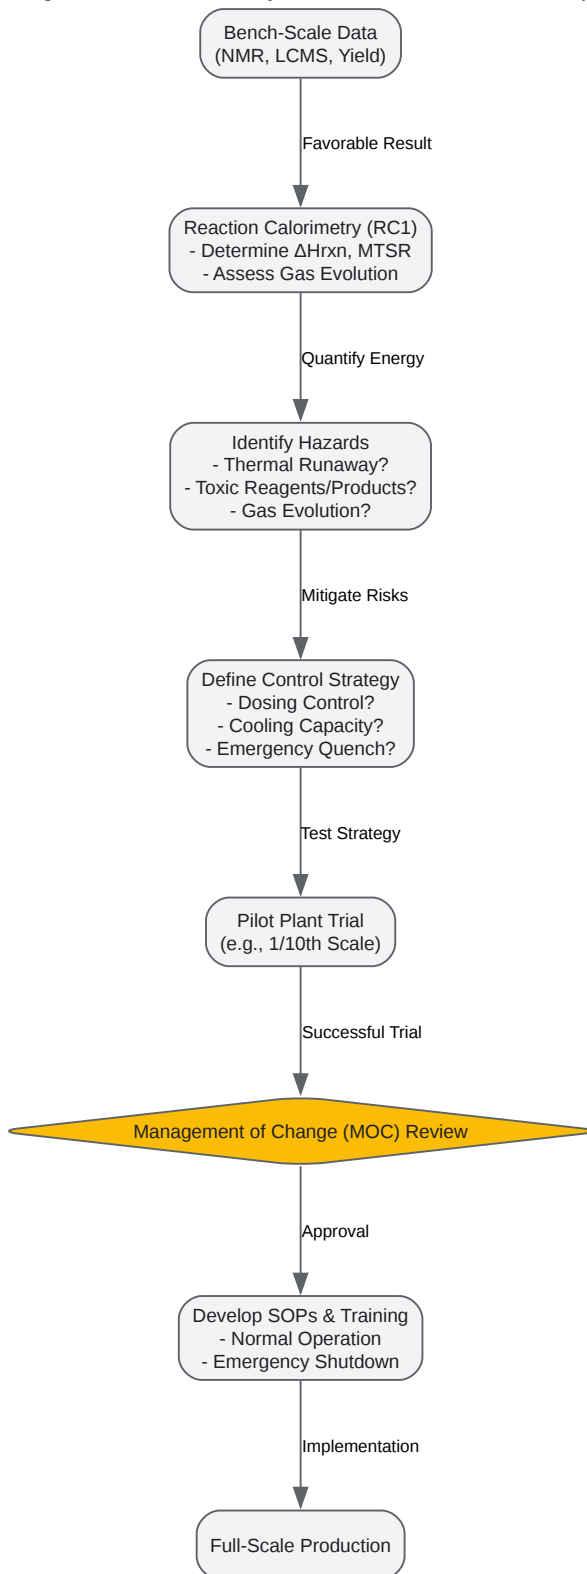 Bench-Scale Data
(NMR, LCMS, Yield)
Favorable Result
Reaction Calorimetry (RC1)
- Determine ΔHrxn, MTSR
- Assess Gas Evolution
Quantify Energy
Identify Hazards
- Thermal Runaway?
- Toxic Reagents/Products?
- Gas Evolution?
Mitigate Risks
Define Control Strategy
- Dosing Control?
- Cooling Capacity?
- Emergency Quench?
Test Strategy
Pilot Plant Trial
(e.g., 1/10th Scale)
Successful Trial
Management of Change (MOC) Review
Approval
Develop SOPs & Training
- Normal Operation
- Emergency Shutdown
Implementation
Full-Scale Production